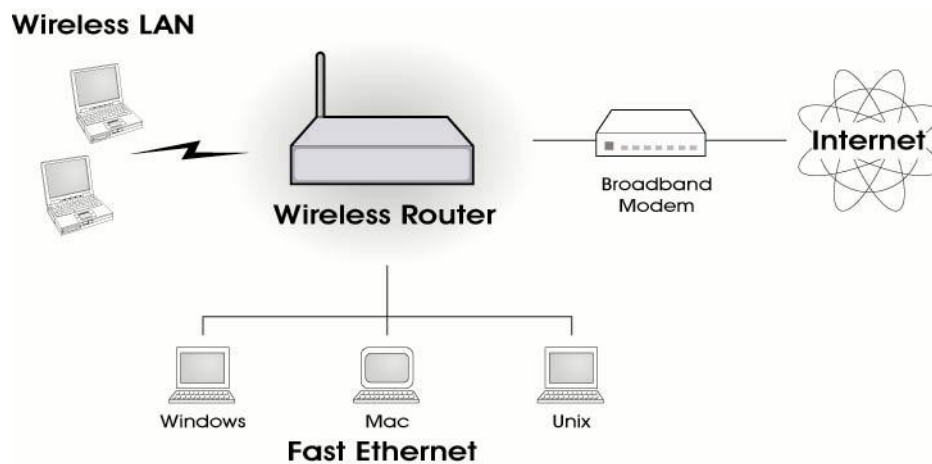 Wireless LAN
Internet
Broadband
Modem
Wireless Router
Windows
Mac
Unix
Fast Ethernet